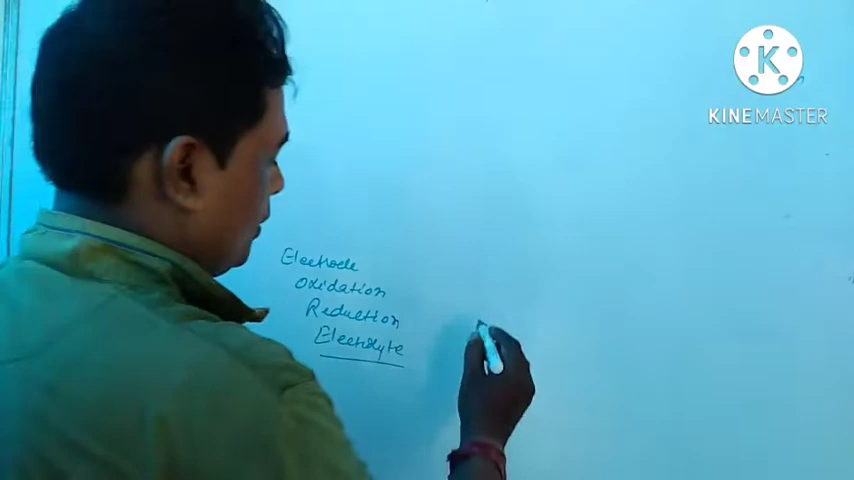 K
KINEMASTER
Electrode
Oxidation
Reduction
Electrolyte